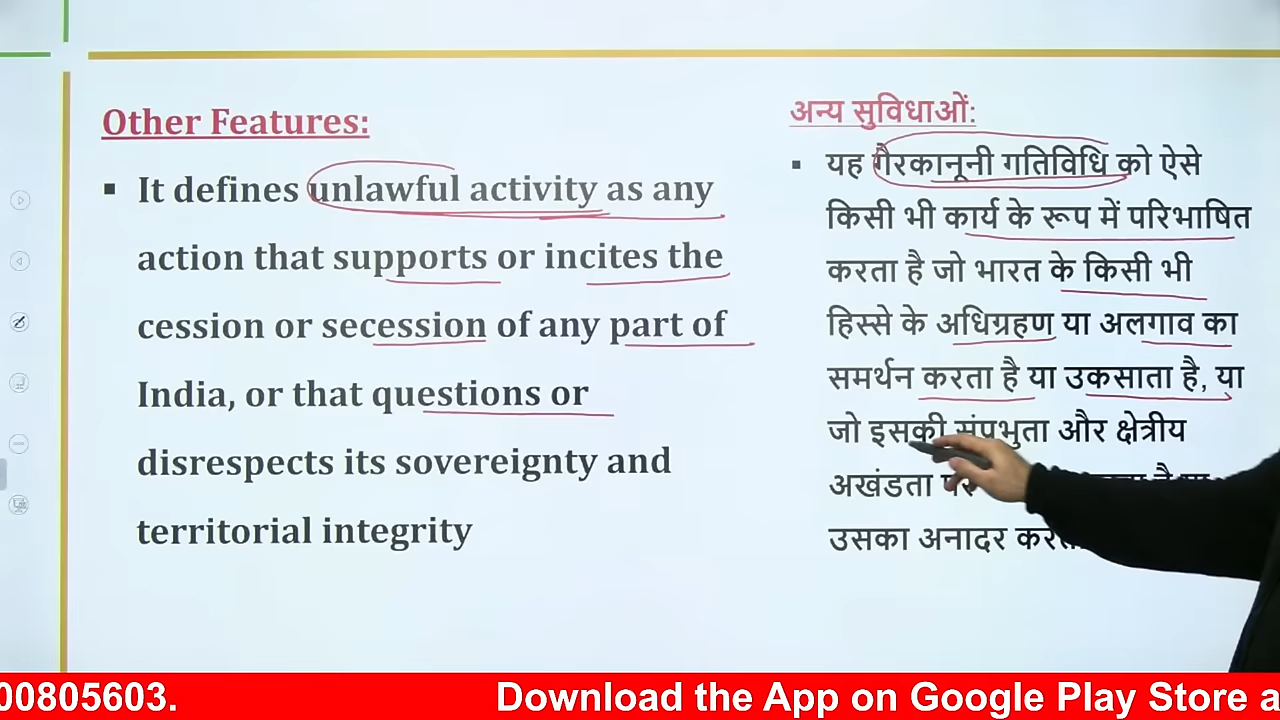 Other Features:
▪ It defines unlawful activity as any
action that supports or incites the
cession or secession of any part of
India, or that questions or
disrespects its sovereignty and
territorial integrity
अन्य सुविधाओं:
▪ यह गैरकानूनी गतिविधि को ऐसे
किसी भी कार्य के रूप में परिभाषित
करता है जो भारत के किसी भी
हिस्से के अधिग्रहण या अलगाव का
समर्थन करता है या उकसाता है, या
जो इसकी संप्रभुता और क्षेत्रीय
अखंडता पर
उसका अनादर
00805603. Download the App on Google Play Store a